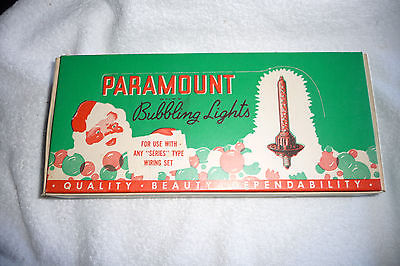 PARAMOUNT
Bubbling Lights
FOR USE WITH
ANY "SERIES" TYPE
WIRING SET
· QUALITY · BEAUTY · DEPENDABILITY ·